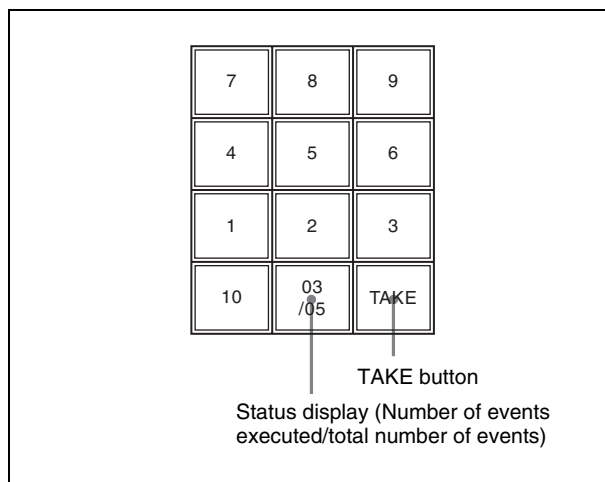 7 8 9
4 5 6
1 2 3
10 03 TAKE
/05
TAKE button
Status display (Number of events
executed/total number of events)